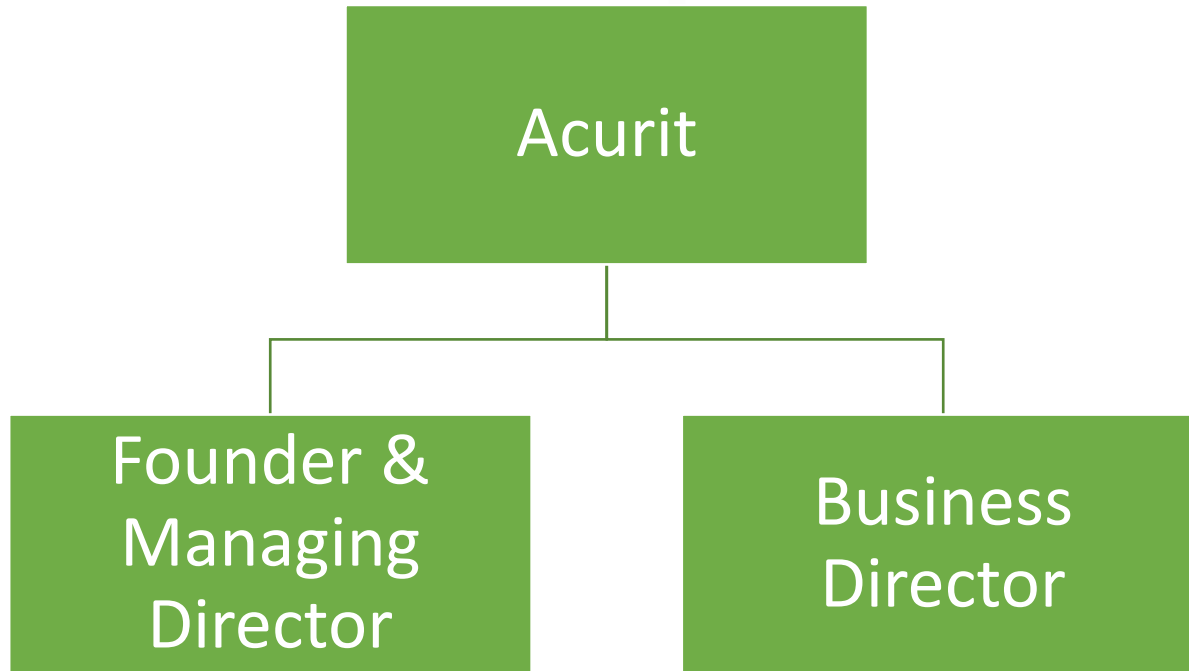 Acurit
Founder &
Managing
Director
Business
Director